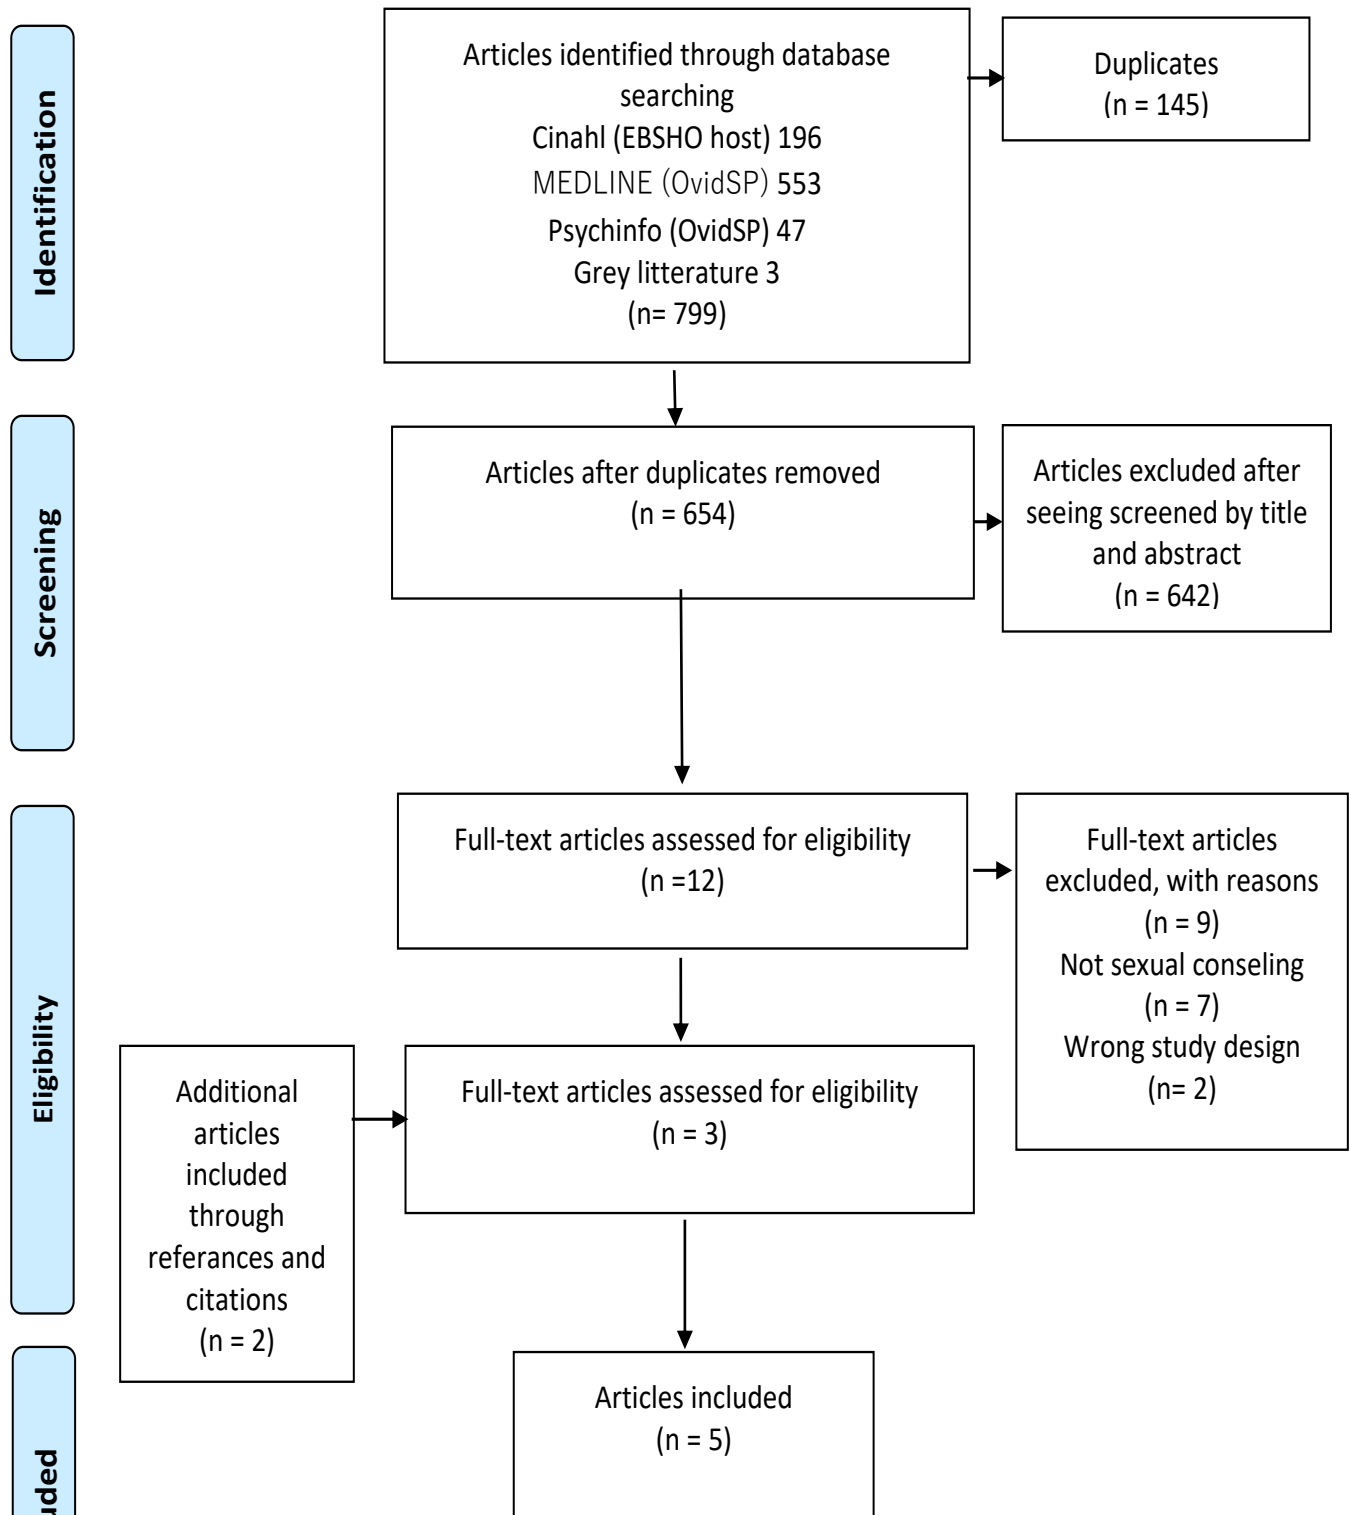 Identification
Articles identified through database
searching
Cinahl (EBSHO host) 196
MEDLINE (OvidSP) 553
Psychinfo (OvidSP) 47
Grey litterature 3
(n= 799)
Duplicates
(n = 145)
Screening
Articles after duplicates removed
(n = 654)
Articles excluded after
seeing screened by title
and abstract
(n = 642)
Eligibility
Full-text articles assessed for eligibility
(n =12)
Full-text articles
excluded, with reasons
(n = 9)
Not sexual conseling
(n = 7)
Wrong study design
(n= 2)
Additional
articles
included
through
referances and
citations
(n = 2)
Full-text articles assessed for eligibility
(n = 3)
Articles included
(n = 5)